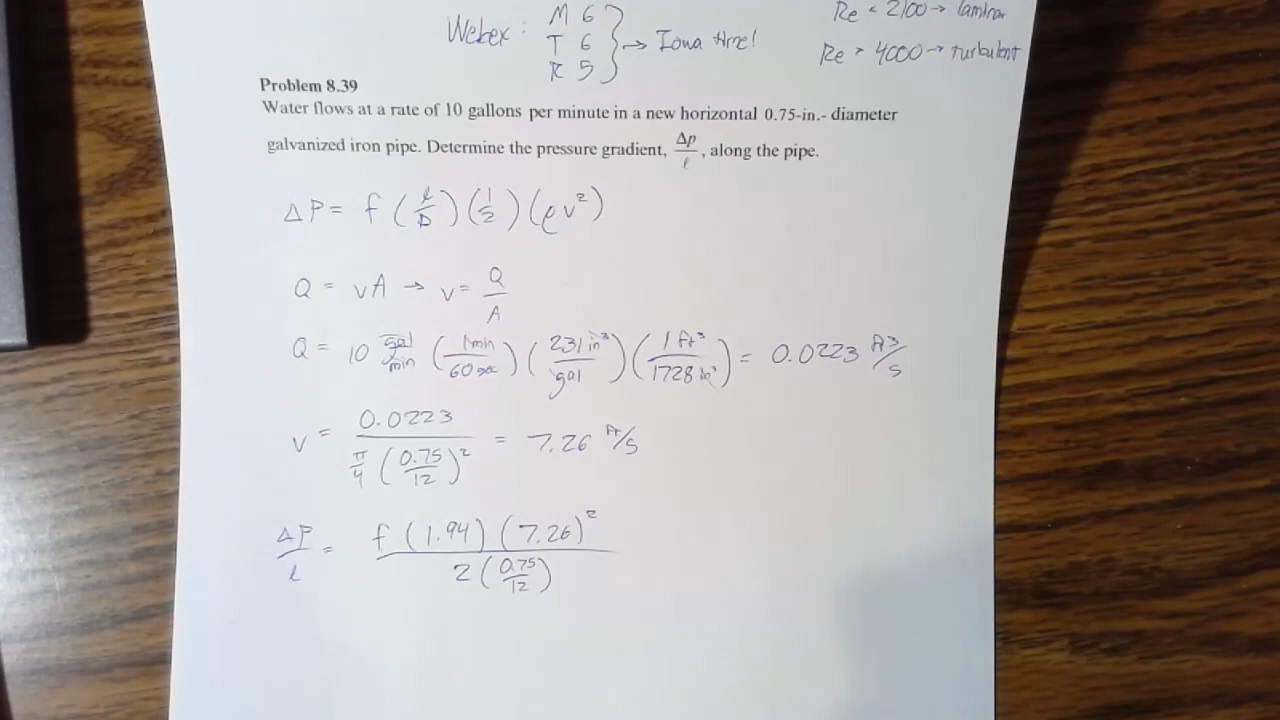 Webex: M 6
T 6 → Iowa time!
R 5
Re < 2100 → laminar
Re > 4000 → turbulent
Problem 8.39
Water flows at a rate of 10 gallons per minute in a new horizontal 0.75-in.- diameter
galvanized iron pipe. Determine the pressure gradient, Δp/ℓ, along the pipe.
ΔP = f (ℓ/D) (1/2) (ρv²)
Q = vA → v = Q/A
Q = 10 gal/min (1min/60 sec) (231 in³/gal) (1 ft³/1728 in³) = 0.0223 ft³/s
v = 0.0223 / (π/4 (0.75/12)²) = 7.26 ft/s
ΔP/ℓ = f (1.94) (7.26)² / 2 (0.75/12)